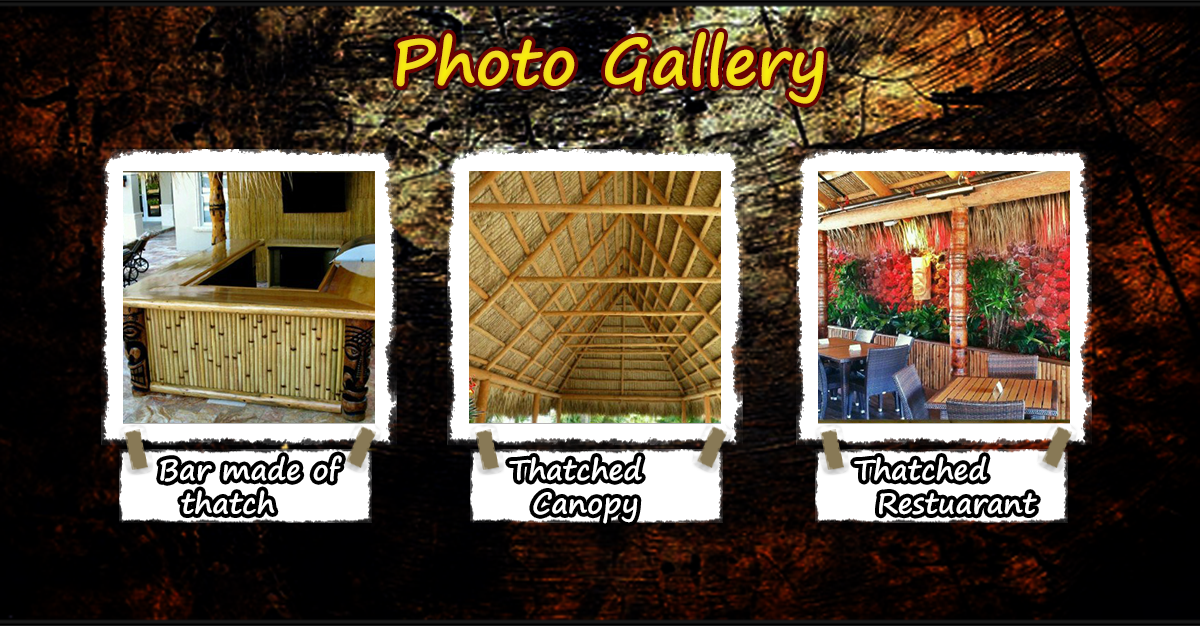 Photo Gallery
Bar made of
thatch
Thatched
Canopy
Thatched
Restuarant